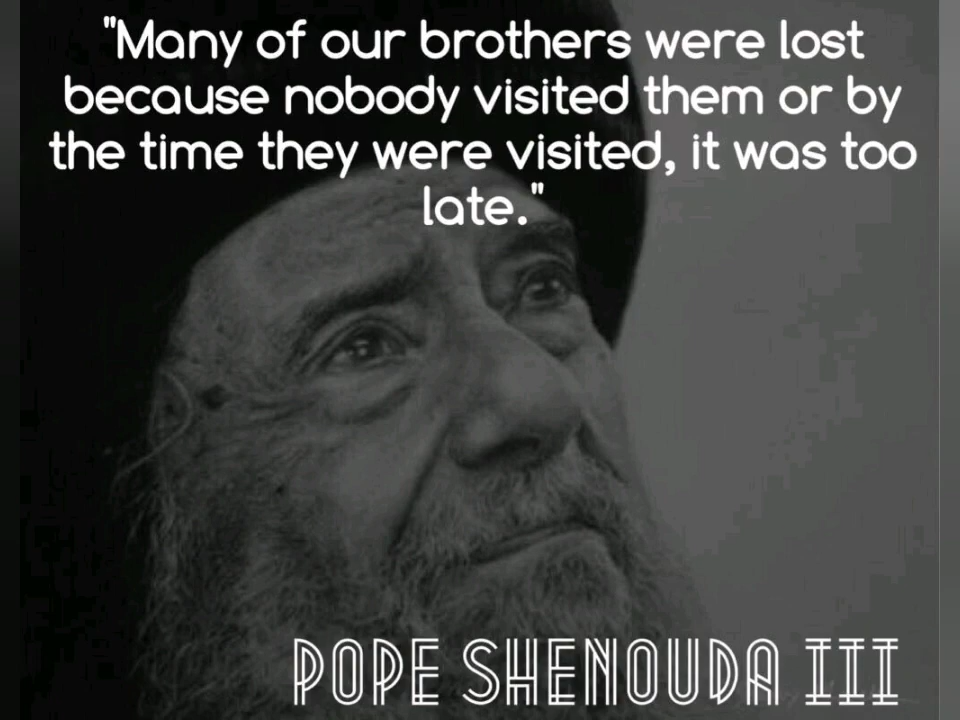 "Many of our brothers were lost
because nobody visited them or by
the time they were visited, it was too
late."
POPE SHENOUDA III